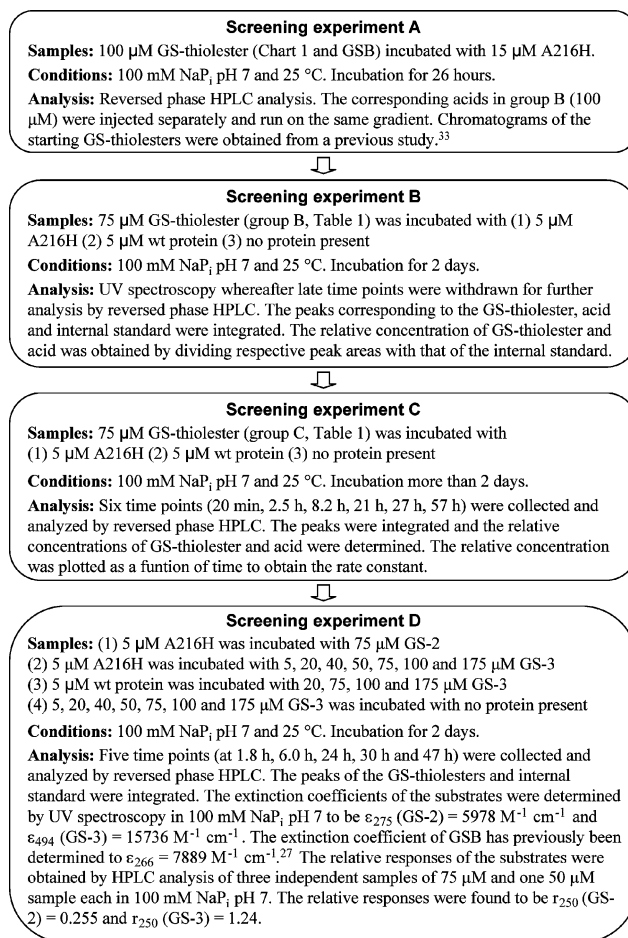 Screening experiment A
Samples: 100 µM GS-thiolester (Chart 1 and GSB) incubated with 15 µM A216H.
Conditions: 100 mM NaPi pH 7 and 25 °C. Incubation for 26 hours.
Analysis: Reversed phase HPLC analysis. The corresponding acids in group B (100
µM) were injected separately and run on the same gradient. Chromatograms of the
starting GS-thiolesters were obtained from a previous study.33
Screening experiment B
Samples: 75 µM GS-thiolester (group B, Table 1) was incubated with (1) 5 µM
A216H (2) 5 µM wt protein (3) no protein present
Conditions: 100 mM NaPi pH 7 and 25 °C. Incubation for 2 days.
Analysis: UV spectroscopy whereafter late time points were withdrawn for further
analysis by reversed phase HPLC. The peaks corresponding to the GS-thiolester, acid
and internal standard were integrated. The relative concentration of GS-thiolester and
acid was obtained by dividing respective peak areas with that of the internal standard.
Screening experiment C
Samples: 75 µM GS-thiolester (group C, Table 1) was incubated with
(1) 5 µM A216H (2) 5 µM wt protein (3) no protein present
Conditions: 100 mM NaPi pH 7 and 25 °C. Incubation more than 2 days.
Analysis: Six time points (20 min, 2.5 h, 8.2 h, 21 h, 27 h, 57 h) were collected and
analyzed by reversed phase HPLC. The peaks were integrated and the relative
concentrations of GS-thiolester and acid were determined. The relative concentration
was plotted as a funtion of time to obtain the rate constant.
Screening experiment D
Samples: (1) 5 µM A216H was incubated with 75 µM GS-2
(2) 5 µM A216H was incubated with 5, 20, 40, 50, 75, 100 and 175 µM GS-3
(3) 5 µM wt protein was incubated with 20, 75, 100 and 175 µM GS-3
(4) 5, 20, 40, 50, 75, 100 and 175 µM GS-3 was incubated with no protein present
Conditions: 100 mM NaPi pH 7 and 25 °C. Incubation for 2 days.
Analysis: Five time points (at 1.8 h, 6.0 h, 24 h, 30 h and 47 h) were collected and
analyzed by reversed phase HPLC. The peaks of the GS-thiolesters and internal
standard were integrated. The extinction coefficients of the substrates were determined
by UV spectroscopy in 100 mM NaPi pH 7 to be ε275 (GS-2) = 5978 M-1 cm-1 and
ε494 (GS-3) = 15736 M-1 cm-1. The extinction coefficient of GSB has previously been
determined to ε266 = 7889 M-1 cm-1.27 The relative responses of the substrates were
obtained by HPLC analysis of three independent samples of 75 µM and one 50 µM
sample each in 100 mM NaPi pH 7. The relative responses were found to be r250 (GS-
2) = 0.255 and r250 (GS-3) = 1.24.